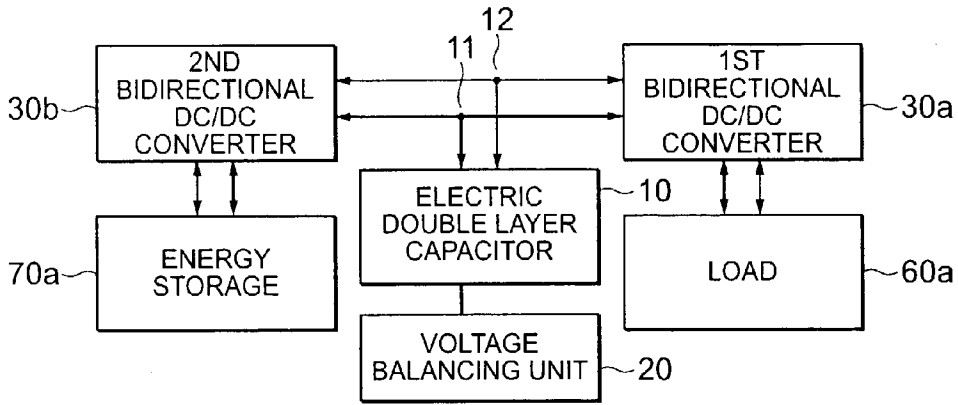 12
11
2ND
BIDIRECTIONAL
DC/DC
CONVERTER
30b
1ST
BIDIRECTIONAL
DC/DC
CONVERTER
30a
ELECTRIC
DOUBLE LAYER
CAPACITOR
10
ENERGY
STORAGE
70a
LOAD
60a
VOLTAGE
BALANCING UNIT
20